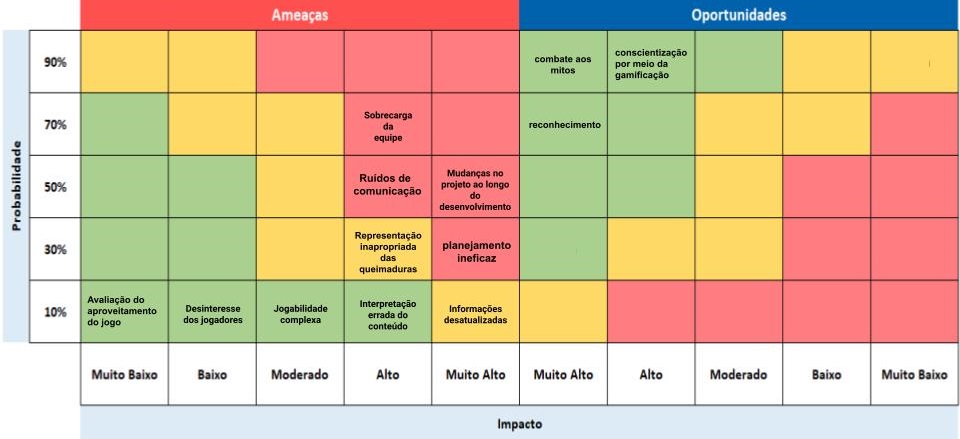 Ameaças
Oportunidades
Probabilidade
90%
combate aos
mitos
conscientização
por meio da
gamificação
70%
Sobrecarga
da
equipe
reconhecimento
50%
Ruídos de
comunicação
Mudanças no
projeto ao longo
do
desenvolvimento
30%
Representação
inapropriada
das
queimaduras
planejamento
ineficaz
10%
Avaliação do
aproveitamento
do jogo
Desinteresse
dos jogadores
Jogabilidade
complexa
Interpretação
errada do
conteúdo
Informações
desatualizadas
Muito Baixo
Baixo
Moderado
Alto
Muito Alto
Muito Alto
Alto
Moderado
Baixo
Muito Baixo
Impacto